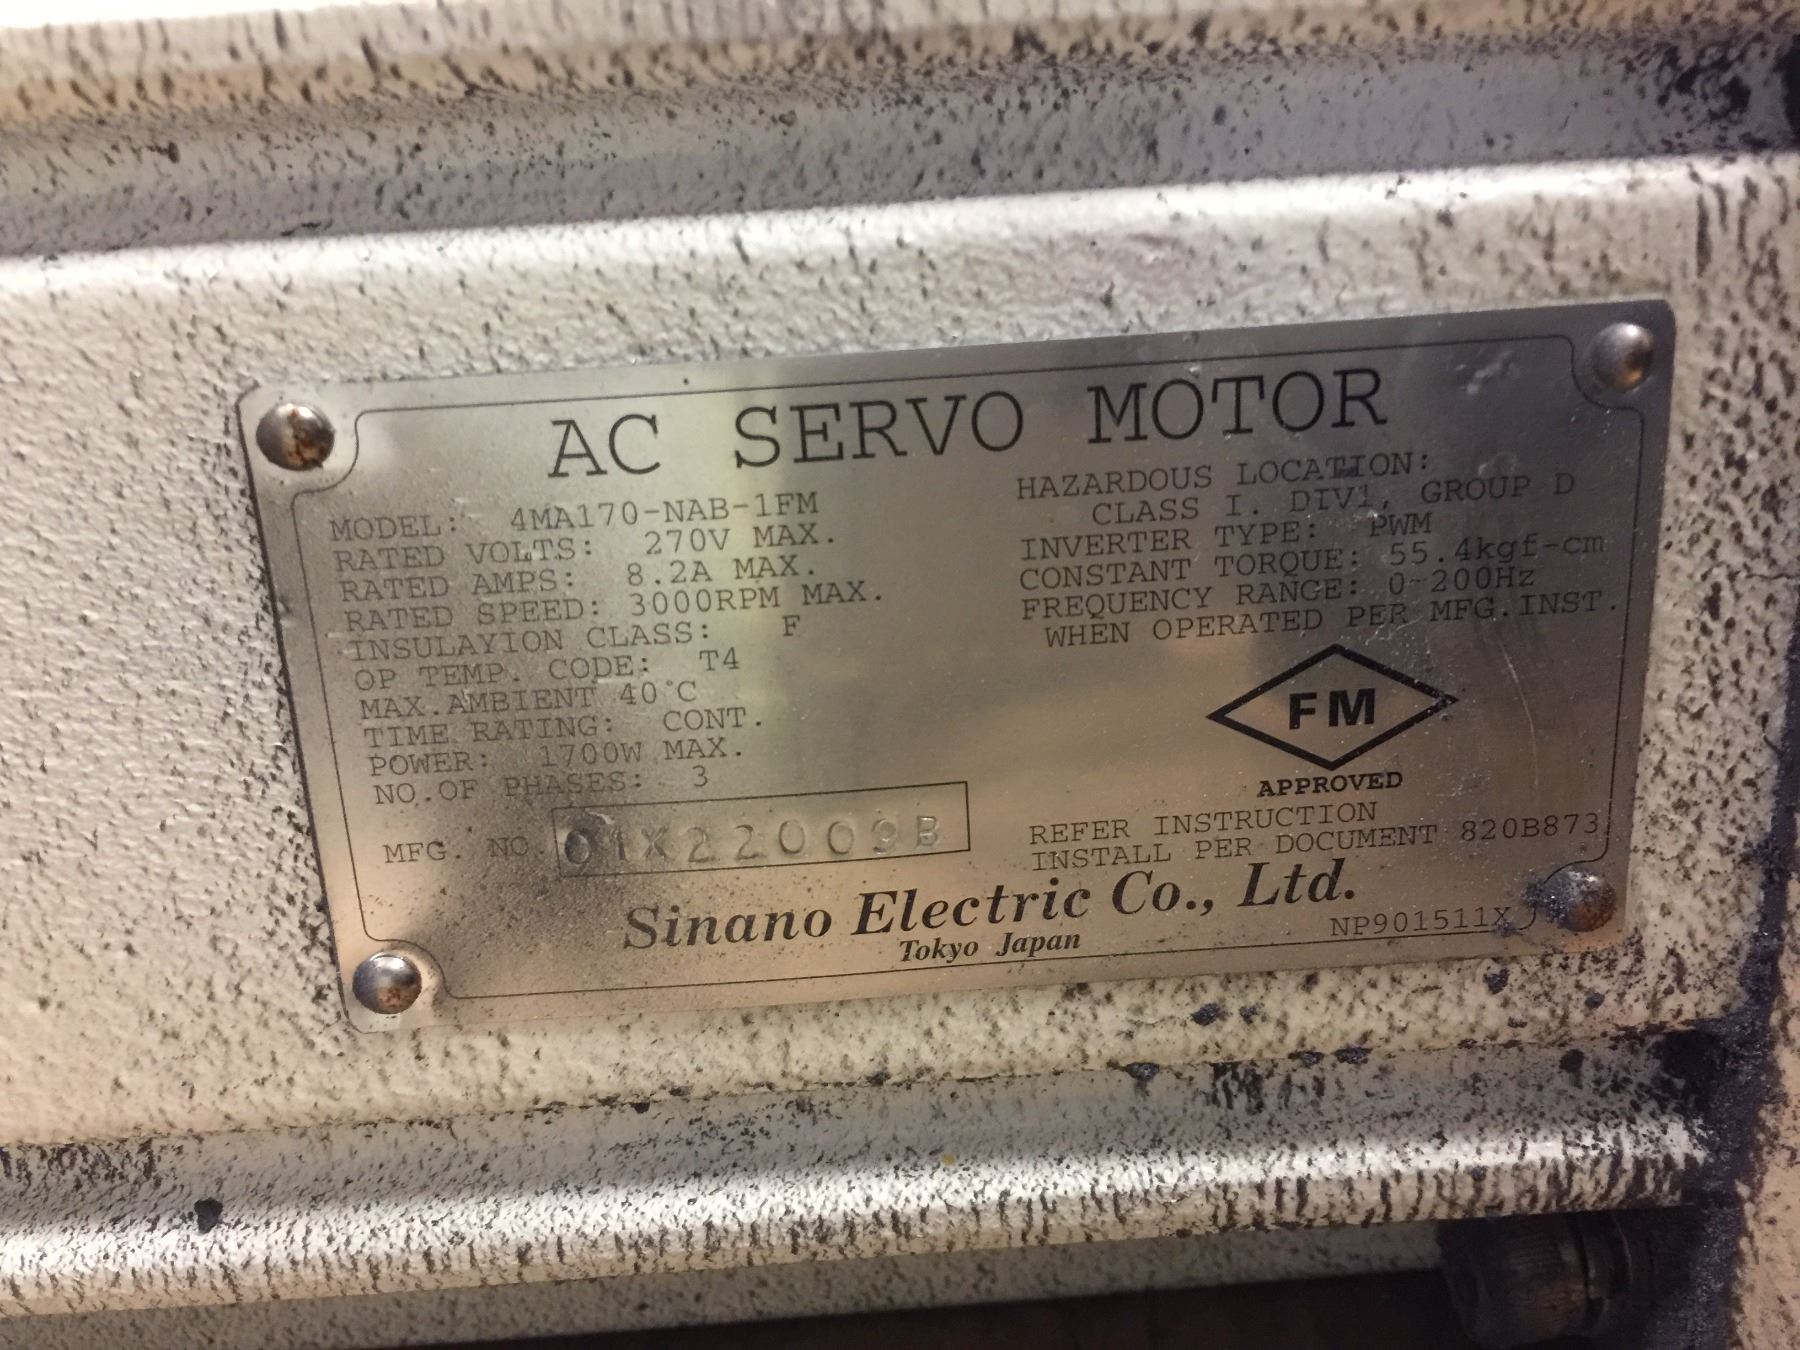 AC SERVO MOTOR
MODEL: 4MA170-NAB-1FM
RATED VOLTS: 270V MAX.
RATED AMPS: 8.2A MAX.
RATED SPEED: 3000RPM MAX.
INSULAYION CLASS: F
OP TEMP. CODE: T4
MAX.AMBIENT 40°C
TIME RATING: CONT.
POWER: 1700W MAX.
NO.OF PHASES: 3
MFG. NO. 01X22009B
HAZARDOUS LOCATION:
CLASS I. DIV1, GROUP D
INVERTER TYPE: PWM
CONSTANT TORQUE: 55.4kgf-cm
FREQUENCY RANGE: 0~200Hz
WHEN OPERATED PER MFG.INST.
FM
APPROVED
REFER INSTRUCTION
INSTALL PER DOCUMENT 820B873
Sinano Electric Co., Ltd.
Tokyo Japan
NP901511X